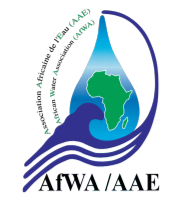 Association Africaine de l'Eau (AAE)
African Water Association (AfWA)
AfWA /AAE